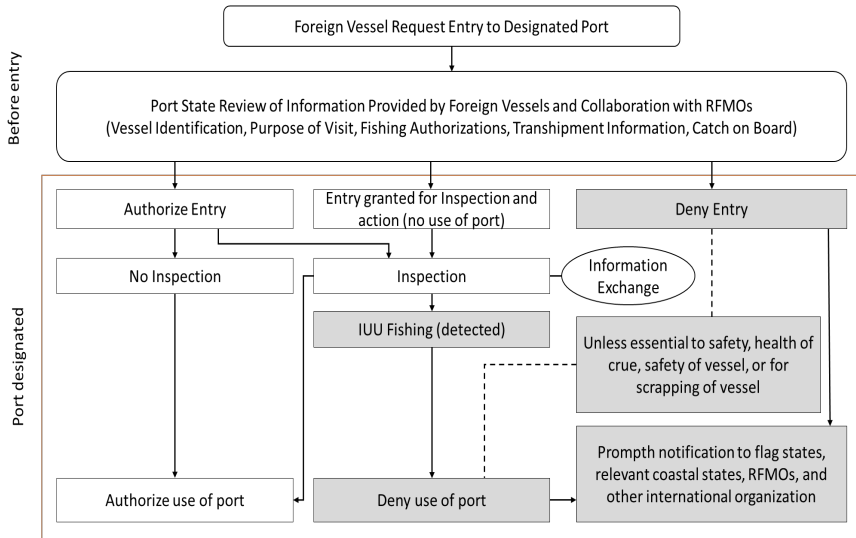 Foreign Vessel Request Entry to Designated Port
Before entry
Port State Review of Information Provided by Foreign Vessels and Collaboration with RFMOs
(Vessel Identification, Purpose of Visit, Fishing Authorizations, Transhipment Information, Catch on Board)
Authorize Entry
Entry granted for Inspection and
action (no use of port)
Deny Entry
No Inspection
Inspection
Information
Exchange
Port designated
IUU Fishing (detected)
Unless essential to safety, health of
crue, safety of vessel, or for
scrapping of vessel
Authorize use of port
Deny use of port
Prompth notification to flag states,
relevant coastal states, RFMOs, and
other international organization